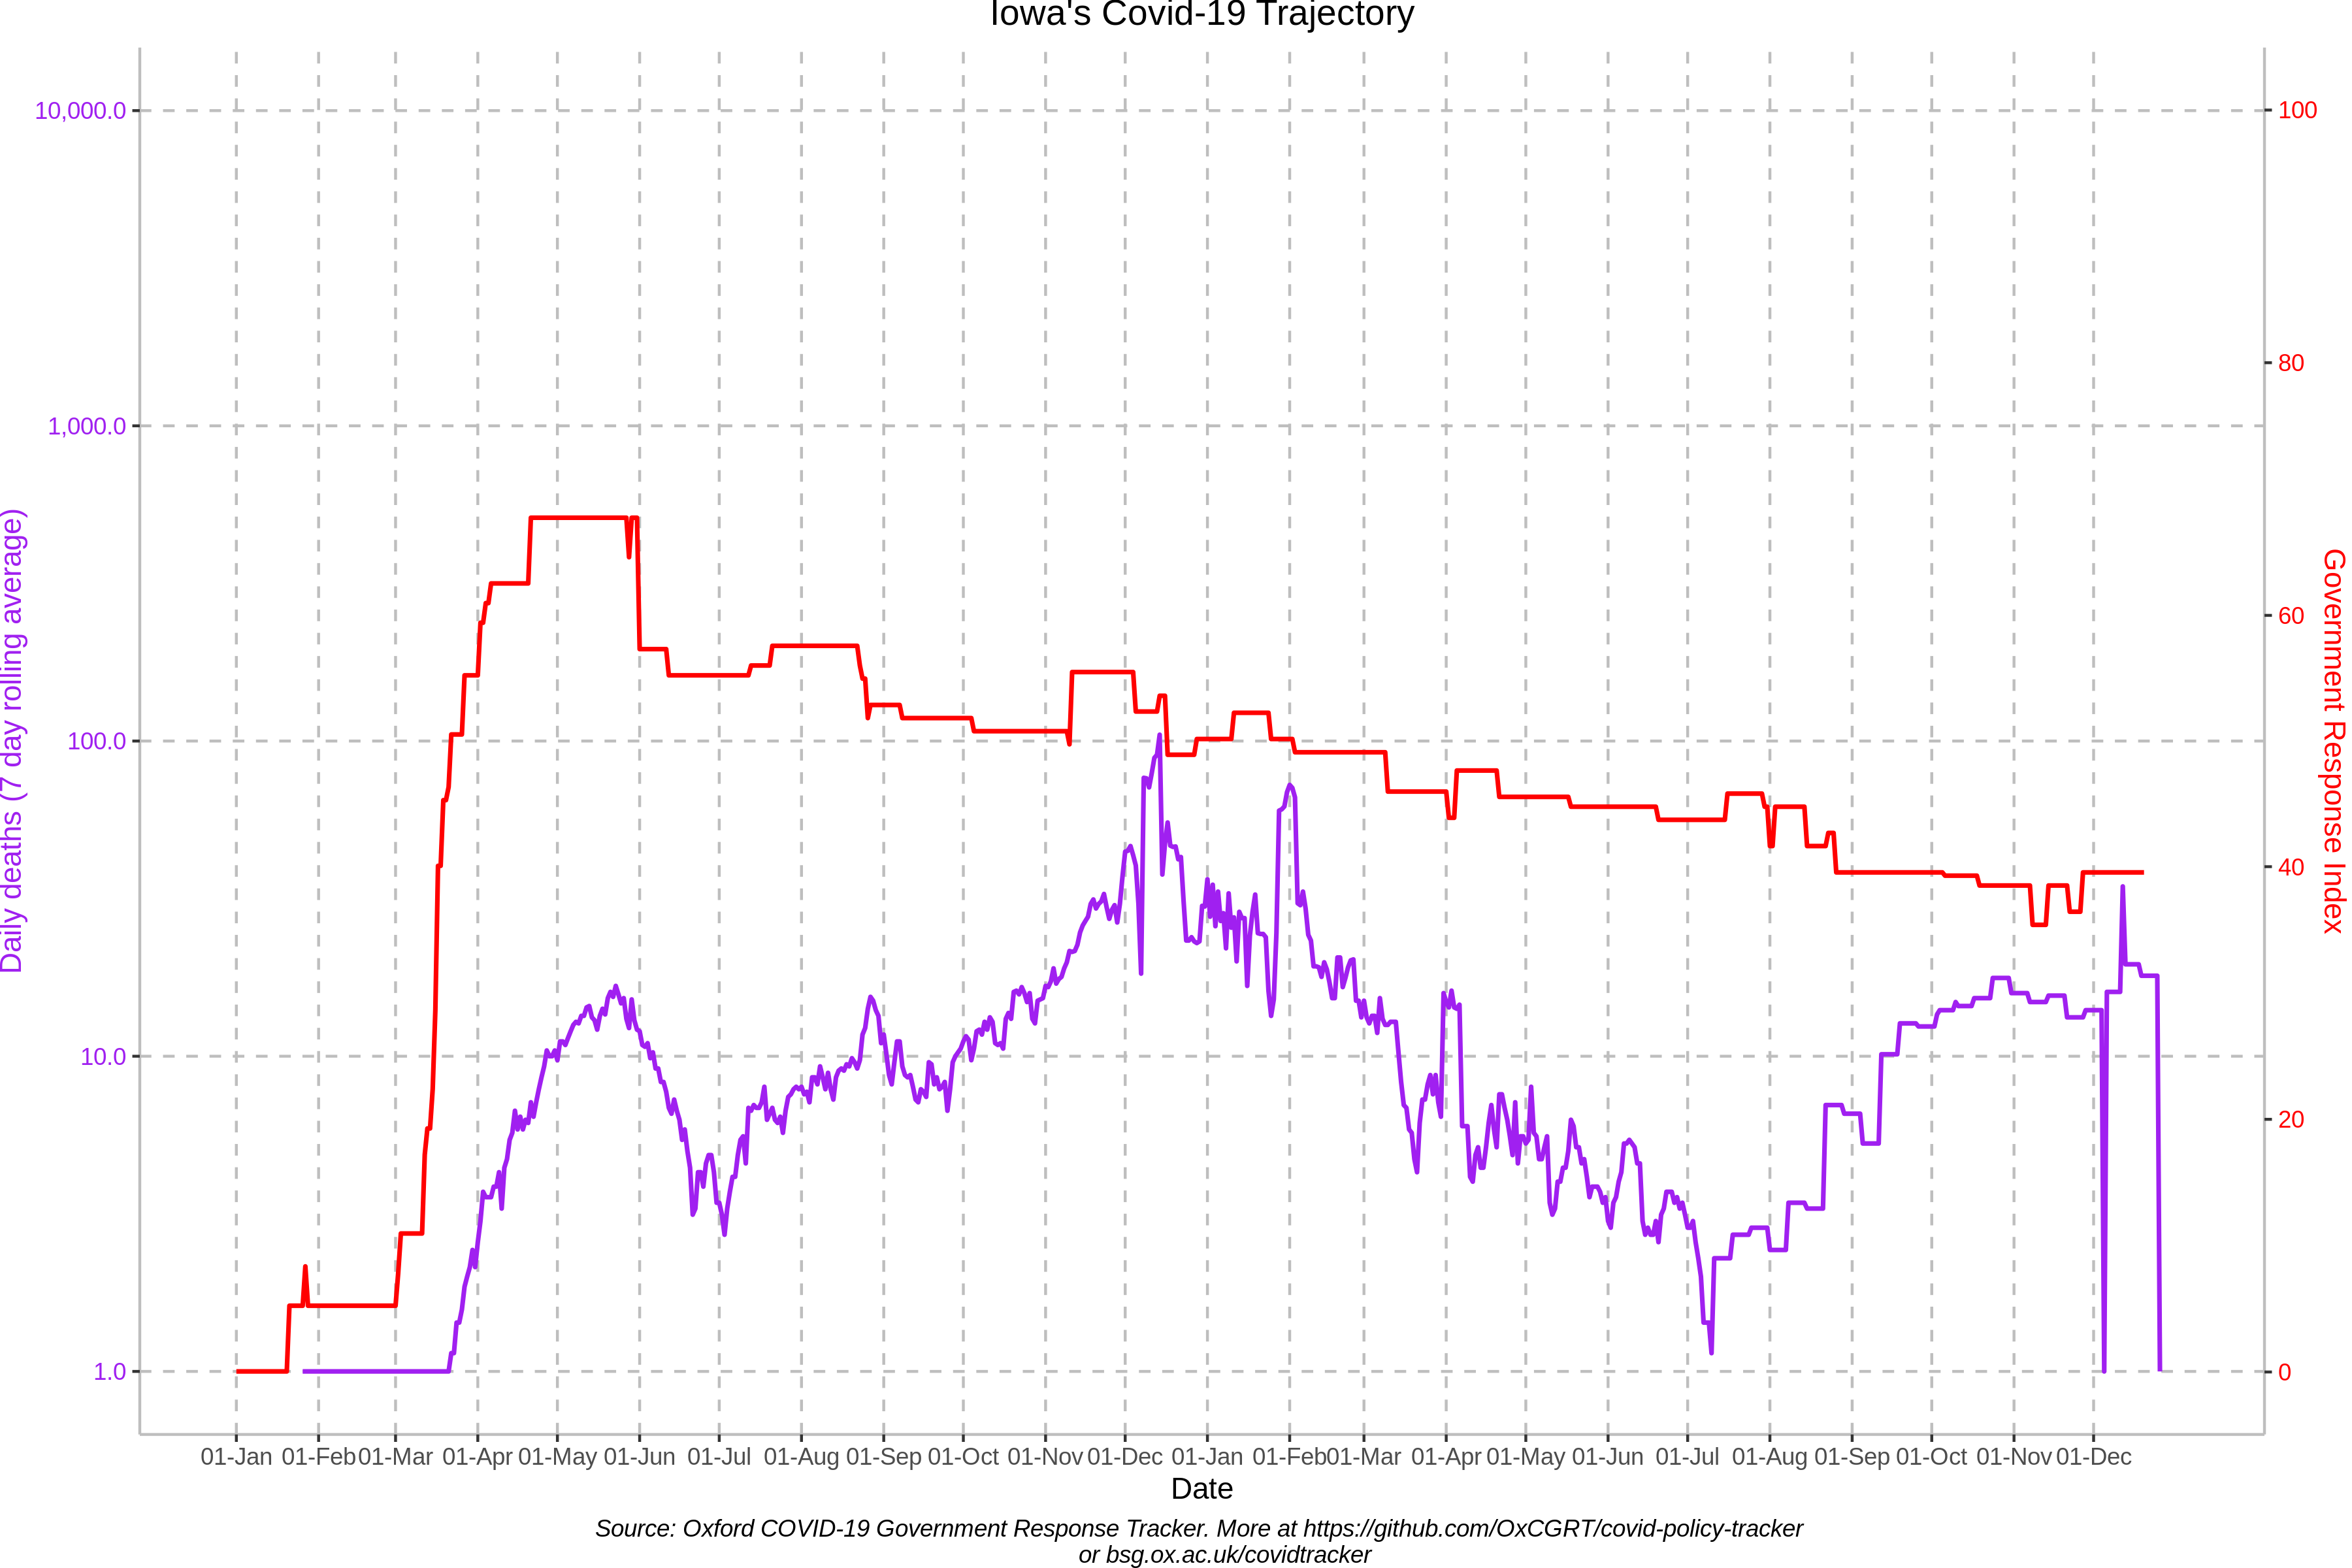 Iowa's Covid-19 Trajectory
10,000.0
1,000.0
100.0
10.0
1.0
Daily deaths (7 day rolling average)
100
80
60
40
20
0
Government Response Index
01-Jan 01-Feb 01-Mar 01-Apr 01-May 01-Jun 01-Jul 01-Aug 01-Sep 01-Oct 01-Nov 01-Dec 01-Jan 01-Feb 01-Mar 01-Apr 01-May 01-Jun 01-Jul 01-Aug 01-Sep 01-Oct 01-Nov 01-Dec
Date
Source: Oxford COVID-19 Government Response Tracker. More at https://github.com/OxCGRT/covid-policy-tracker
or bsg.ox.ac.uk/covidtracker